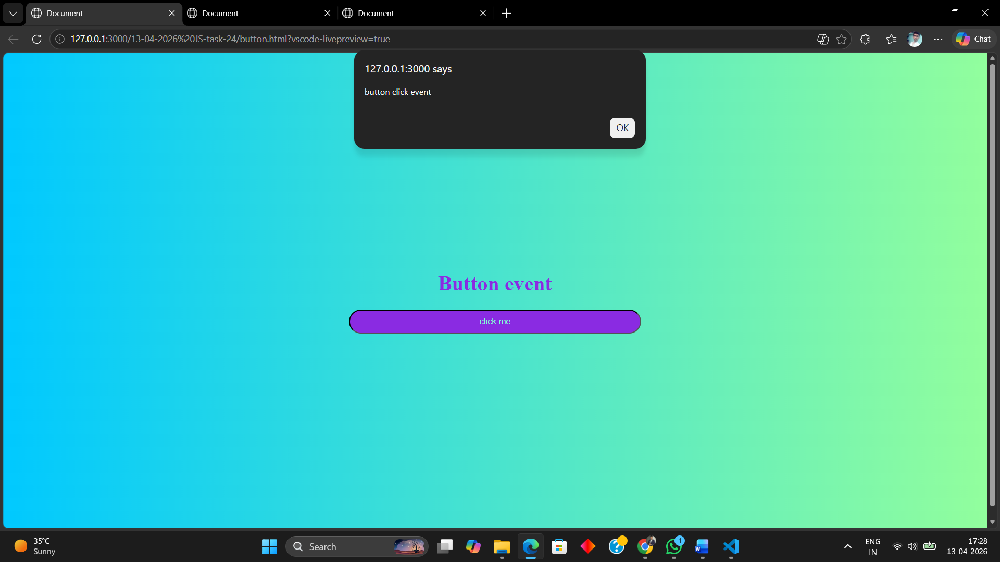 Document
Document
Document
127.0.0.1:3000/13-04-2026%20JS-task-24/button.html?vscode-livepreview=true
Chat
127.0.0.1:3000 says
button click event
OK
Button event
click me
35°C
Sunny
Search
1
ENG
IN
17:28
13-04-2026